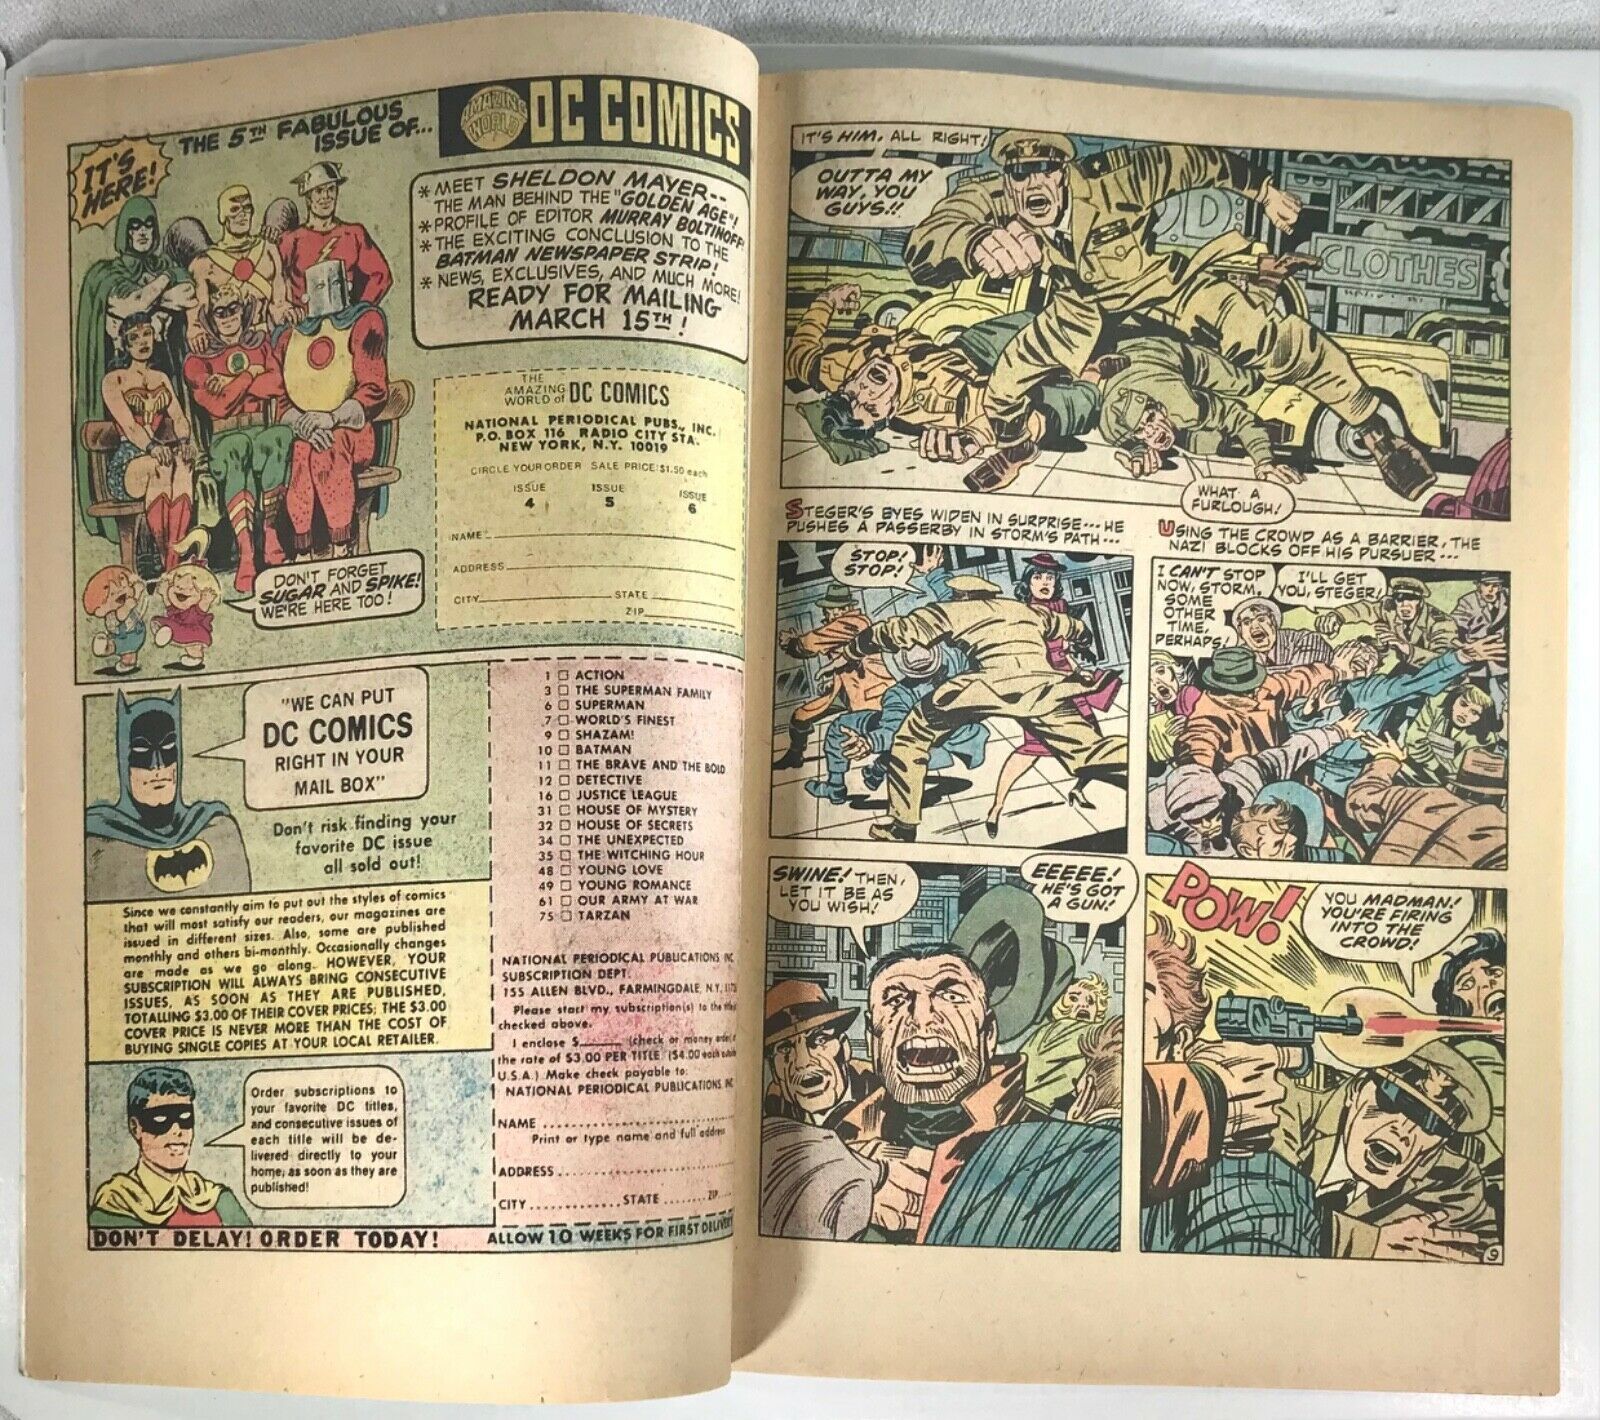 IT'S
HERE!
THE 5TH FABULOUS
ISSUE OF...
AMAZING
WORLD
DC COMICS
* MEET SHELDON MAYER--
THE MAN BEHIND THE "GOLDEN AGE"!
* PROFILE OF EDITOR MURRAY BOLTINOFF!
* THE EXCITING CONCLUSION TO THE
BATMAN NEWSPAPER STRIP!
* NEWS, EXCLUSIVES, AND MUCH MORE!
READY FOR MAILING
MARCH 15TH!
THE
AMAZING
WORLD of DC COMICS
NATIONAL PERIODICAL PUBS., INC.
P.O. BOX 116 RADIO CITY STA.
NEW YORK, N.Y. 10019
CIRCLE YOUR ORDER SALE PRICE: $1.50 each
ISSUE ISSUE ISSUE
4 5 6
NAME
ADDRESS
CITY STATE
ZIP
DON'T FORGET
SUGAR AND SPIKE!
WE'RE HERE TOO!
"WE CAN PUT
DC COMICS
RIGHT IN YOUR
MAIL BOX"
Don't risk finding your
favorite DC issue
all sold out!
Since we constantly aim to put out the styles of comics
that will most satisfy our readers, our magazines are
issued in different sizes. Also, some are published
monthly and others bi-monthly. Occasionally changes
are made as we go along. HOWEVER, YOUR
SUBSCRIPTION WILL ALWAYS BRING CONSECUTIVE
ISSUES, AS SOON AS THEY ARE PUBLISHED,
TOTALLING $3.00 OF THEIR COVER PRICES; THE $3.00
COVER PRICE IS NEVER MORE THAN THE COST OF
BUYING SINGLE COPIES AT YOUR LOCAL RETAILER.
Order subscriptions to
your favorite DC titles,
and consecutive issues of
each title will be de-
livered directly to your
home, as soon as they are
published!
1 □ ACTION
3 □ THE SUPERMAN FAMILY
6 □ SUPERMAN
7 □ WORLD'S FINEST
9 □ SHAZAM!
10 □ BATMAN
11 □ THE BRAVE AND THE BOLD
12 □ DETECTIVE
16 □ JUSTICE LEAGUE
31 □ HOUSE OF MYSTERY
32 □ HOUSE OF SECRETS
34 □ THE UNEXPECTED
35 □ THE WITCHING HOUR
48 □ YOUNG LOVE
49 □ YOUNG ROMANCE
61 □ OUR ARMY AT WAR
75 □ TARZAN
NATIONAL PERIODICAL PUBLICATIONS INC
SUBSCRIPTION DEPT.
155 ALLEN BLVD., FARMINGDALE, N.Y.
Please start my subscription(s) to the
checked above.
I enclose $______ (check or money order)
the rate of $3.00 PER TITLE. ($4.00 each
U.S.A.) Make check payable to:
NATIONAL PERIODICAL PUBLICATIONS, INC
NAME
Print or type name and full address
ADDRESS
CITY STATE ZIP
DON'T DELAY! ORDER TODAY! ALLOW 10 WEEKS FOR FIRST DELIVERY
IT'S HIM, ALL RIGHT!
OUTTA MY
WAY, YOU
GUYS!!
CLOTHES
WHAT A
FURLOUGH!
STEGER'S EYES WIDEN IN SURPRISE---HE
PUSHES A PASSERBY IN STORM'S PATH---
STOP!
STOP!
USING THE CROWD AS A BARRIER, THE
NAZI BLOCKS OFF HIS PURSUER---
I CAN'T STOP
NOW, STORM.
SOME
OTHER
TIME,
PERHAPS!
I'LL GET
YOU, STEGER!
SWINE! THEN,
LET IT BE AS
YOU WISH!
EEEEE!
HE'S GOT
A GUN!
POW!
YOU MADMAN!
YOU'RE FIRING
INTO THE
CROWD!
9